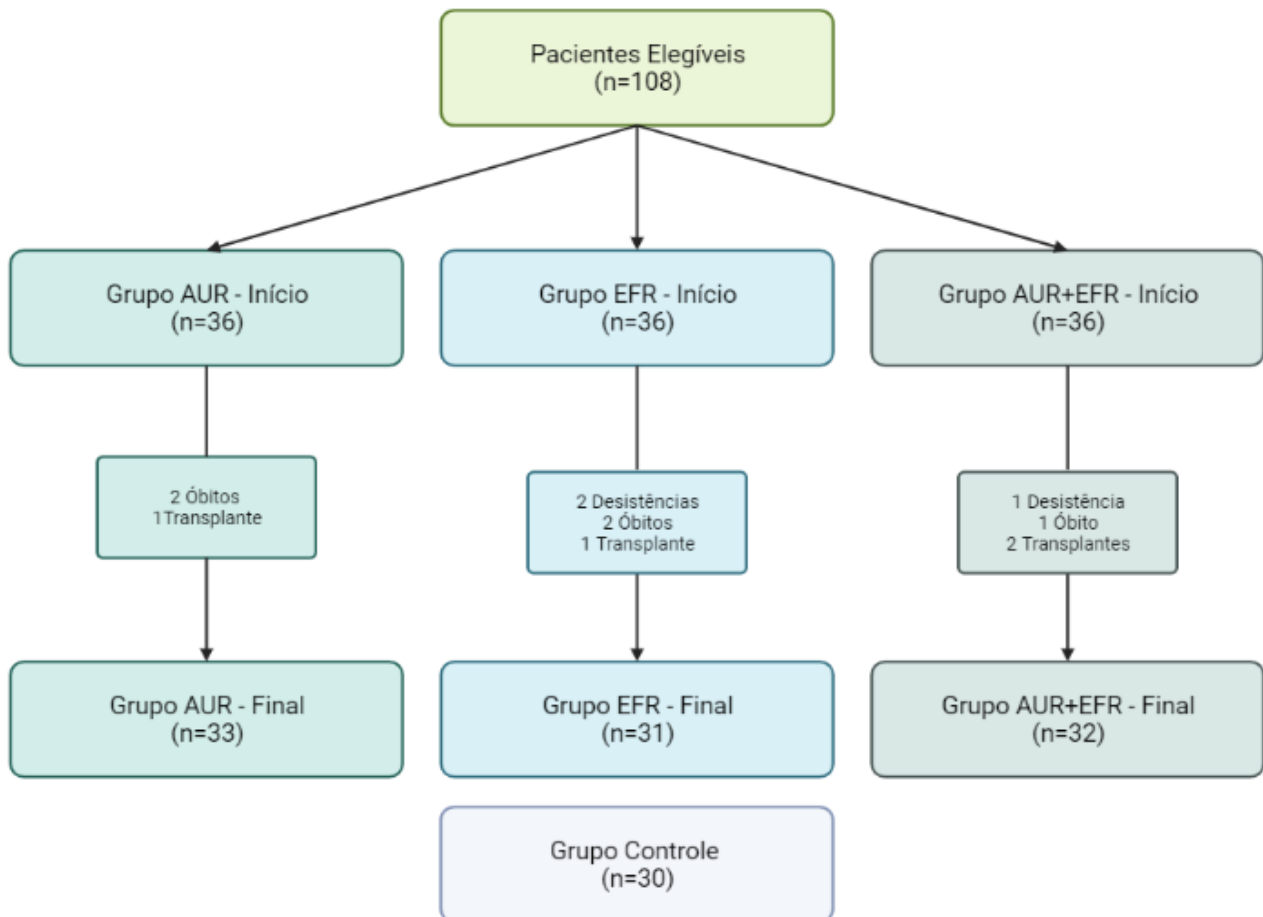 Pacientes Elegíveis
(n=108)
Grupo AUR - Início
(n=36)
Grupo EFR - Início
(n=36)
Grupo AUR+EFR - Início
(n=36)
2 Óbitos
1Transplante
2 Desistências
2 Óbitos
1 Transplante
1 Desistência
1 Óbito
2 Transplantes
Grupo AUR - Final
(n=33)
Grupo EFR - Final
(n=31)
Grupo AUR+EFR - Final
(n=32)
Grupo Controle
(n=30)